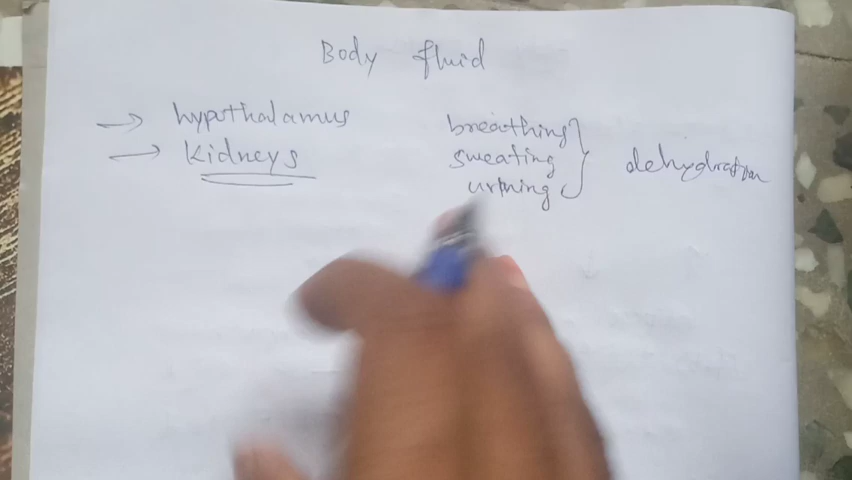 Body fluid
→ hypothalamus
→ kidneys
breathing
sweating
urining
} dehydration